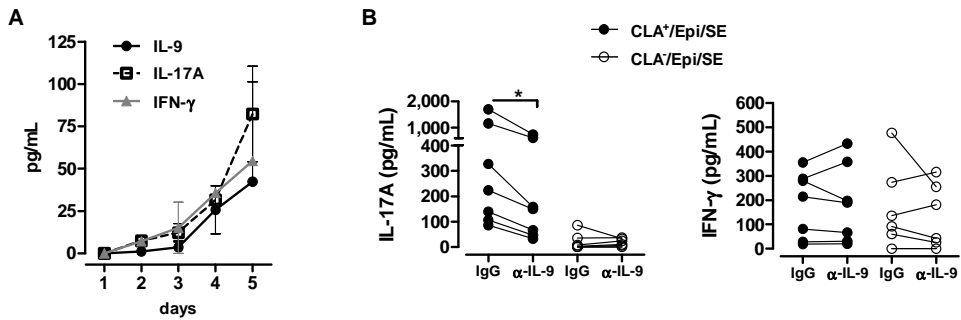 A
125
100
75
50
25
0
pg/mL
IL-9
IL-17A
IFN-γ
1 2 3 4 5
days
B
CLA⁺/Epi/SE
CLA⁻/Epi/SE
IL-17A (pg/mL)
2,000
1,000
400
300
200
100
0
*
IgG α-IL-9 IgG α-IL-9
IFN-γ (pg/mL)
600
500
400
300
200
100
0
IgG α-IL-9 IgG α-IL-9